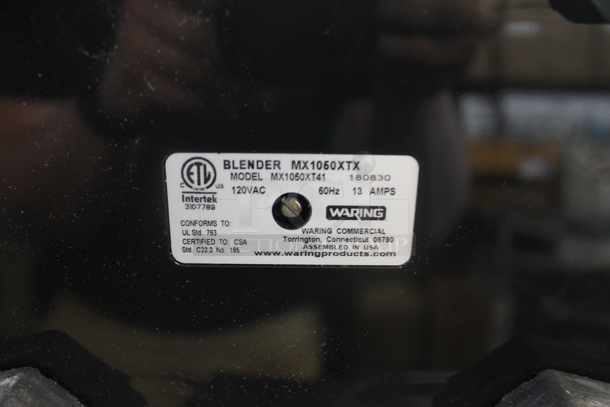 BLENDER MX1050XTX
MODEL MX1050XT41 180830
120VAC 60Hz 13 AMPS
ETL
C US
Intertek
3107789
WARING
CONFORMS TO:
UL Std. 763
CERTIFIED TO: CSA
Std. C22.2 No. 195
WARING COMMERCIAL
Torrington, Connecticut 06790
ASSEMBLED IN USA
www.waringproducts.com